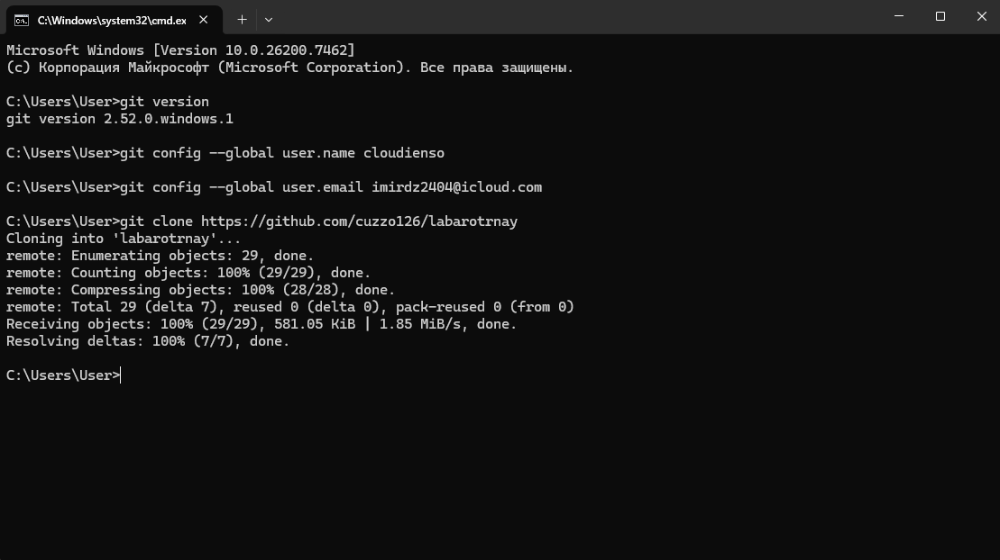 C:\Windows\system32\cmd.ex
Microsoft Windows [Version 10.0.26200.7462]
(c) Корпорация Майкрософт (Microsoft Corporation). Все права защищены.
C:\Users\User>git version
git version 2.52.0.windows.1
C:\Users\User>git config --global user.name cloudienso
C:\Users\User>git config --global user.email imirdz2404@icloud.com
C:\Users\User>git clone https://github.com/cuzzo126/labarotrnay
Cloning into 'labarotrnay'...
remote: Enumerating objects: 29, done.
remote: Counting objects: 100% (29/29), done.
remote: Compressing objects: 100% (28/28), done.
remote: Total 29 (delta 7), reused 0 (delta 0), pack-reused 0 (from 0)
Receiving objects: 100% (29/29), 581.05 KiB | 1.85 MiB/s, done.
Resolving deltas: 100% (7/7), done.
C:\Users\User>